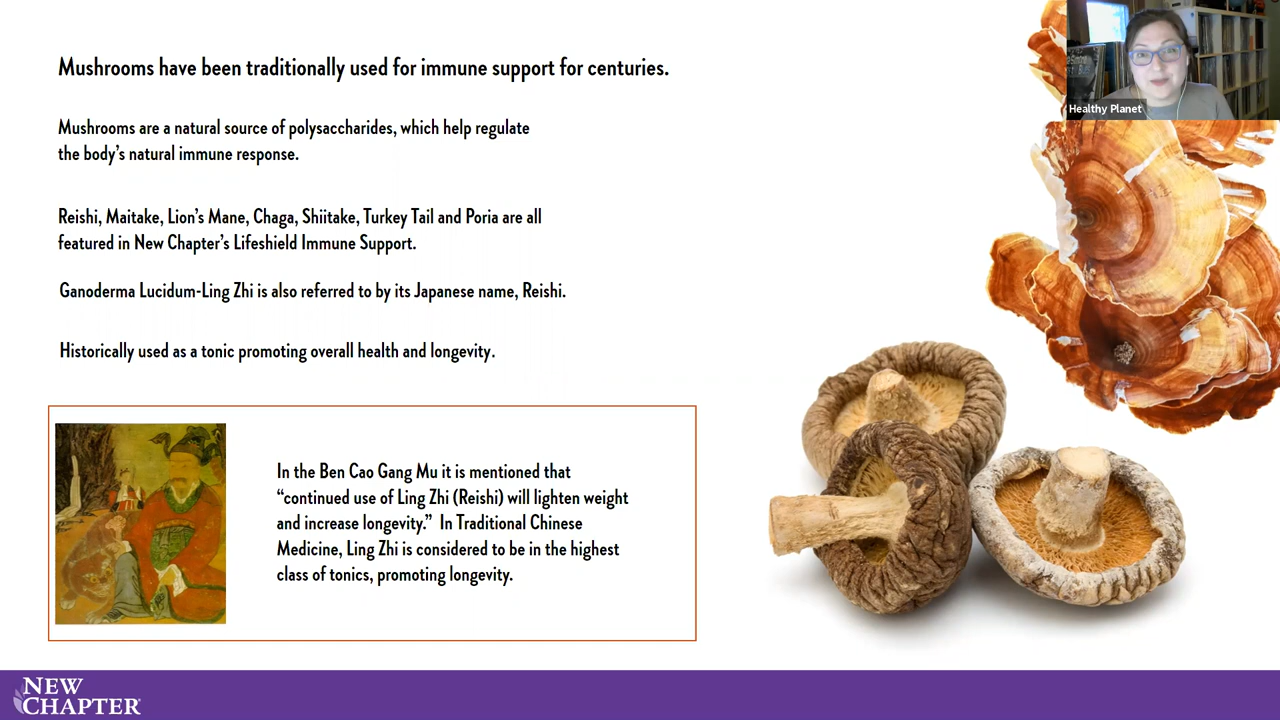 Mushrooms have been traditionally used for immune support for centuries.
Mushrooms are a natural source of polysaccharides, which help regulate
the body's natural immune response.
Reishi, Maitake, Lion's Mane, Chaga, Shiitake, Turkey Tail and Poria are all
featured in New Chapter's Lifeshield Immune Support.
Ganoderma Lucidum-Ling Zhi is also referred to by its Japanese name, Reishi.
Historically used as a tonic promoting overall health and longevity.
In the Ben Cao Gang Mu it is mentioned that
“continued use of Ling Zhi (Reishi) will lighten weight
and increase longevity.” In Traditional Chinese
Medicine, Ling Zhi is considered to be in the highest
class of tonics, promoting longevity.
Healthy Planet
NEW
CHAPTER